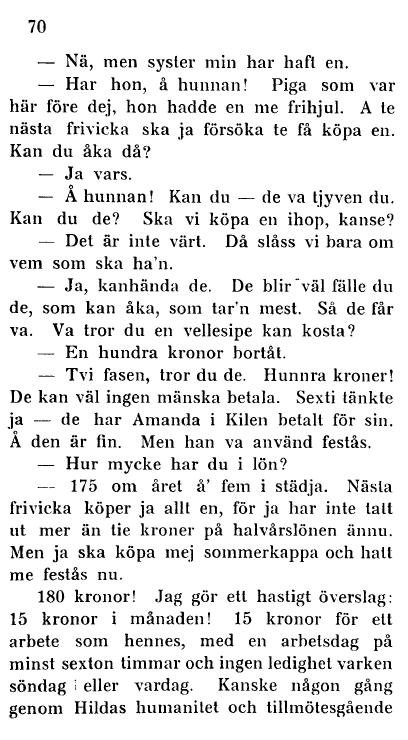 70
— Nä, men syster min har haft en.
— Har hon, å hunnan! Piga som var
här före dej, hon hadde en me frihjul. A te
nästa frivicka ska ja försöka te få köpa en.
Kan du åka då?
— Ja vars.
— Å hunnan! Kan du — de va tjyven du.
Kan du de? Ska vi köpa en ihop, kanse?
— Det är inte värt. Då slåss vi bara om
vem som ska ha'n.
— Ja, kanhända de. De blir väl fälle du
de, som kan åka, som tar'n mest. Så de får
va. Va tror du en vellesipe kan kosta?
— En hundra kronor bortåt.
— Tvi fasen, tror du de. Hunnra kroner!
De kan väl ingen mänska betala. Sexti tänkte
ja — de har Amanda i Kilen betalt för sin.
Å den är fin. Men han va använd festås.
— Hur mycke har du i lön?
— 175 om året å' fem i städja. Nästa
frivicka köper ja allt en, för ja har inte tatt
ut mer än tie kroner på halvårslönen ännu.
Men ja ska köpa mej sommerkappa och hatt
me festås nu.
180 kronor! Jag gör ett hastigt överslag:
15 kronor i månaden! 15 kronor för ett
arbete som hennes, med en arbetsdag på
minst sexton timmar och ingen ledighet varken
söndag eller vardag. Kanske någon gång
genom Hildas humanitet och tillmötesgående